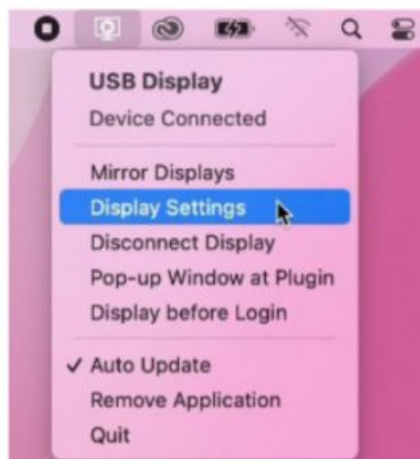 USB Display
Device Connected
Mirror Displays
Display Settings
Disconnect Display
Pop-up Window at Plugin
Display before Login
✓ Auto Update
Remove Application
Quit